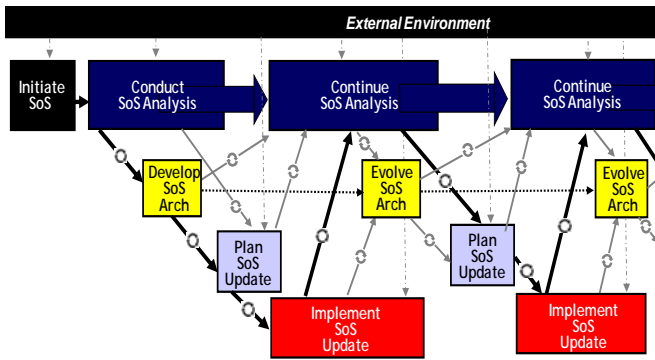 External Environment
Initiate
SoS
Conduct
SoS Analysis
Continue
SoS Analysis
Continue
SoS Analysis
Develop
SoS
Arch
Evolve
SoS
Arch
Evolve
SoS
Arch
Plan
SoS
Update
Plan
SoS
Update
Implement
SoS
Update
Implement
SoS
Update